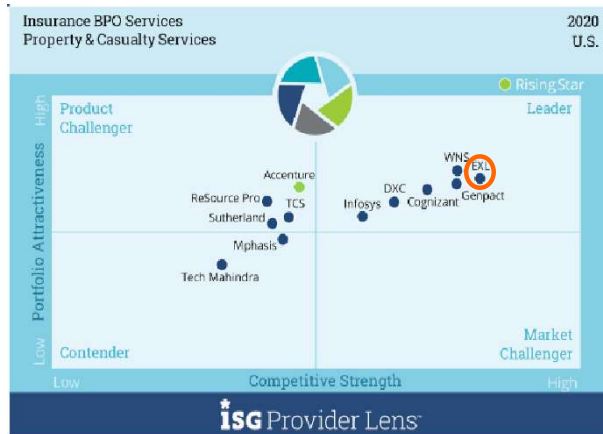 Insurance BPO Services
Property & Casualty Services
2020
U.S.
Rising Star
High
Product
Challenger
Leader
WNS
EXL
Accenture
DXC
Genpact
ReSource Pro
TCS
Infosys
Cognizant
Sutherland
Mphasis
Tech Mahindra
Portfolio Attractiveness
Low
Contender
Market
Challenger
Low
Competitive Strength
High
iSG Provider Lens